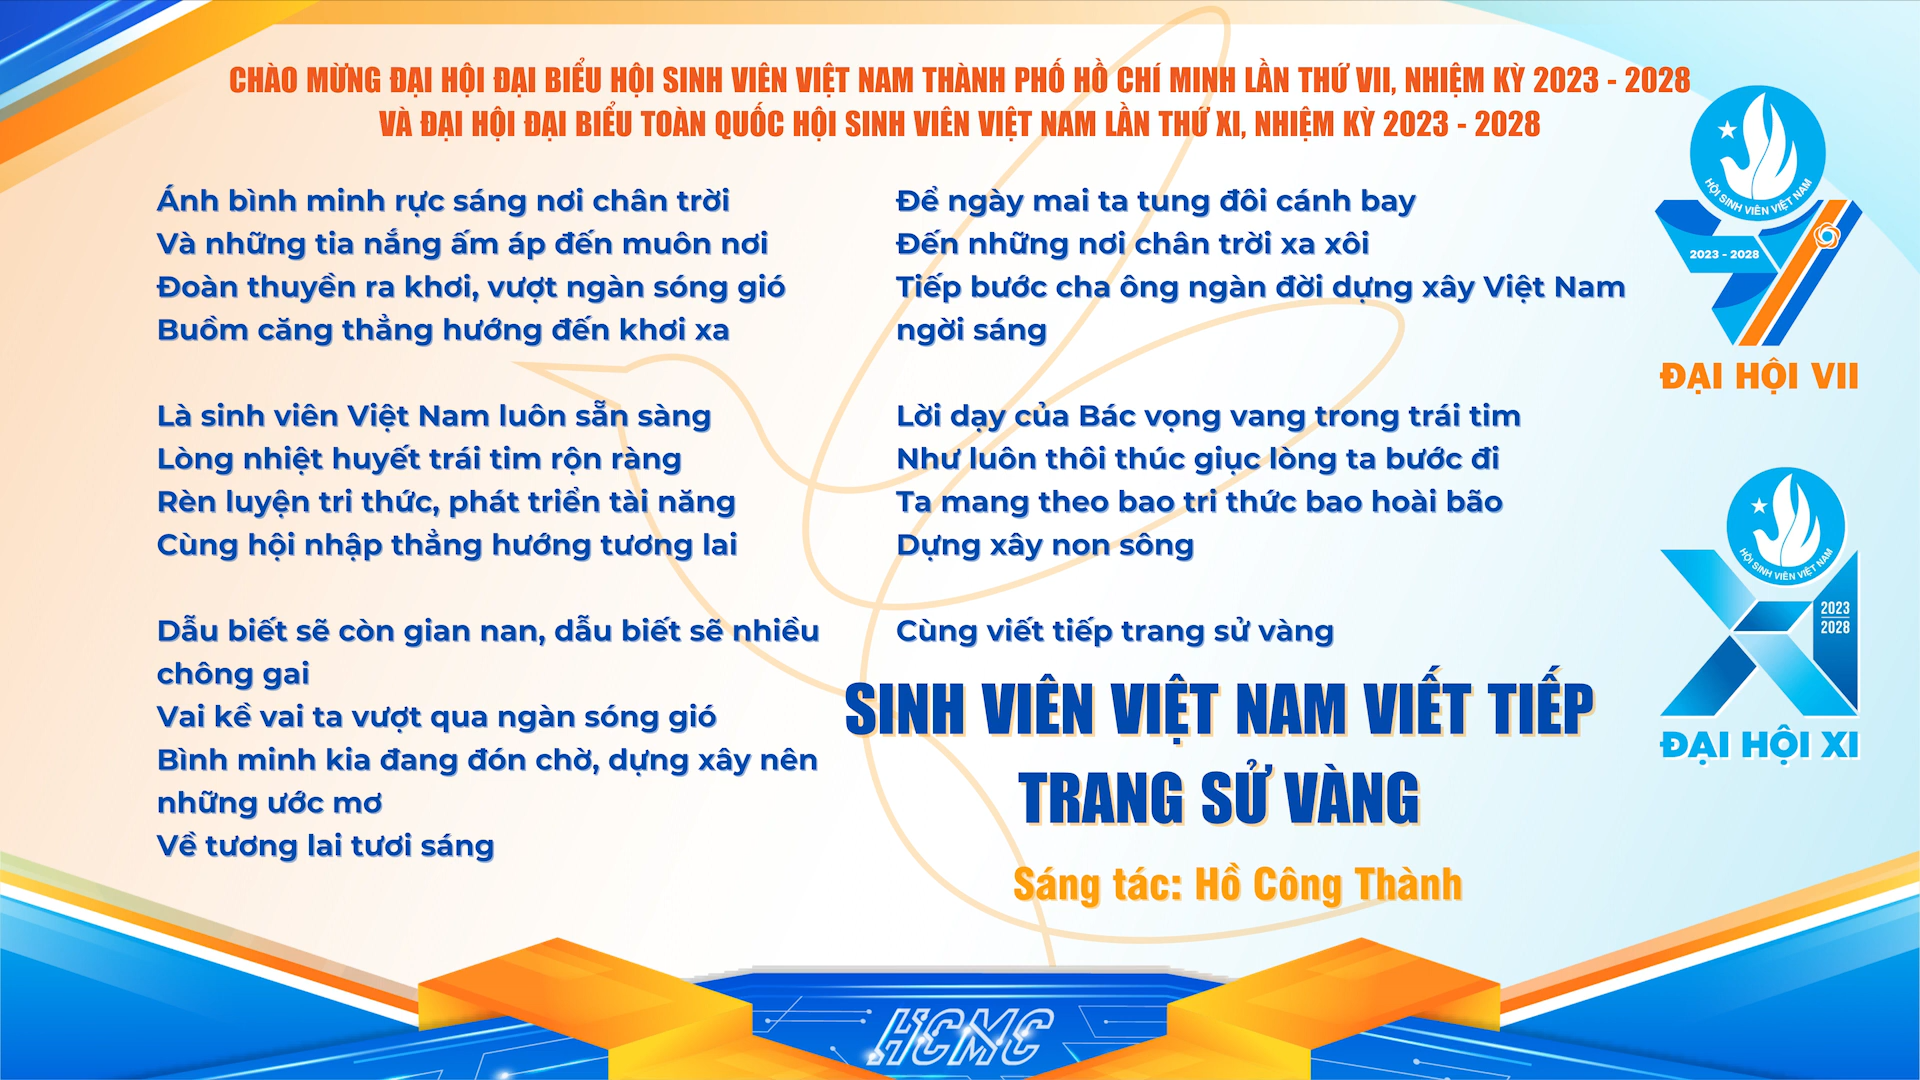 CHÀO MỪNG ĐẠI HỘI ĐẠI BIỂU HỘI SINH VIÊN VIỆT NAM THÀNH PHỐ HỒ CHÍ MINH LẦN THỨ VII, NHIỆM KỲ 2023 - 2028
VÀ ĐẠI HỘI ĐẠI BIỂU TOÀN QUỐC HỘI SINH VIÊN VIỆT NAM LẦN THỨ XI, NHIỆM KỲ 2023 - 2028
Ánh bình minh rực sáng nơi chân trời
Và những tia nắng ấm áp đến muôn nơi
Đoàn thuyền ra khơi, vượt ngàn sóng gió
Buồm căng thẳng hướng đến khơi xa
Là sinh viên Việt Nam luôn sẵn sàng
Lòng nhiệt huyết trái tim rộn ràng
Rèn luyện tri thức, phát triển tài năng
Cùng hội nhập thẳng hướng tương lai
Dẫu biết sẽ còn gian nan, dẫu biết sẽ nhiều
chông gai
Vai kề vai ta vượt qua ngàn sóng gió
Bình minh kia đang đón chờ, dựng xây nên
những ước mơ
Về tương lai tươi sáng
Để ngày mai ta tung đôi cánh bay
Đến những nơi chân trời xa xôi
Tiếp bước cha ông ngàn đời dựng xây Việt Nam
ngời sáng
Lời dạy của Bác vọng vang trong trái tim
Như luôn thôi thúc giục lòng ta bước đi
Ta mang theo bao tri thức bao hoài bão
Dựng xây non sông
Cùng viết tiếp trang sử vàng
SINH VIÊN VIỆT NAM VIẾT TIẾP
TRANG SỬ VÀNG
Sáng tác: Hồ Công Thành
HỘI SINH VIÊN VIỆT NAM
2023 - 2028
ĐẠI HỘI VII
HỘI SINH VIÊN VIỆT NAM
2023
2028
ĐẠI HỘI XI
HCMC